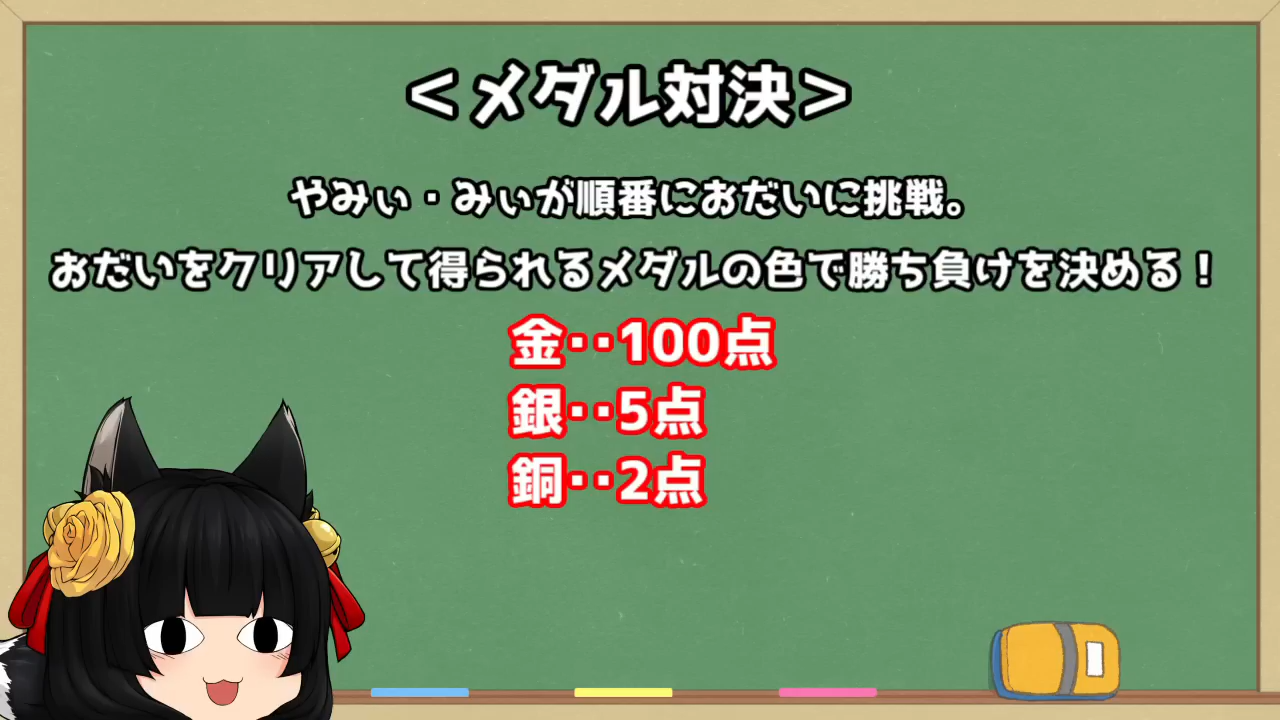 ＜メダル対決＞
やみぃ・みぃが順番におだいに挑戦。
おだいをクリアして得られるメダルの色で勝ち負けを決める！
金‥100点
銀‥5点
銅‥2点